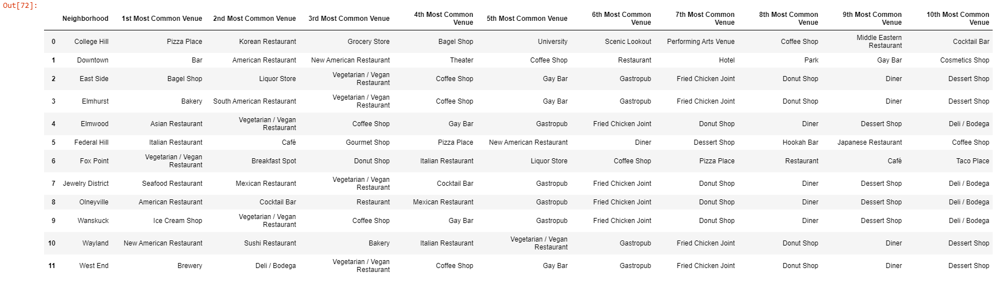 Out[72]:
Neighborhood 1st Most Common Venue 2nd Most Common Venue 3rd Most Common Venue 4th Most Common Venue 5th Most Common Venue 6th Most Common Venue 7th Most Common Venue 8th Most Common Venue 9th Most Common Venue 10th Most Common Venue
0 College Hill Pizza Place Korean Restaurant Grocery Store Bagel Shop University Scenic Lookout Performing Arts Venue Coffee Shop Middle Eastern Restaurant Cocktail Bar
1 Downtown Bar American Restaurant New American Restaurant Theater Coffee Shop Restaurant Hotel Park Gay Bar Cosmetics Shop
2 East Side Bagel Shop Liquor Store Vegetarian / Vegan Restaurant Coffee Shop Gay Bar Gastropub Fried Chicken Joint Donut Shop Diner Dessert Shop
3 Elmhurst Bakery South American Restaurant Vegetarian / Vegan Restaurant Coffee Shop Gay Bar Gastropub Fried Chicken Joint Donut Shop Diner Dessert Shop
4 Elmwood Asian Restaurant Vegetarian / Vegan Restaurant Coffee Shop Gay Bar Gastropub Fried Chicken Joint Donut Shop Diner Dessert Shop Deli / Bodega
5 Federal Hill Italian Restaurant Café Gourmet Shop Pizza Place New American Restaurant Diner Dessert Shop Hookah Bar Japanese Restaurant Coffee Shop
6 Fox Point Vegetarian / Vegan Restaurant Breakfast Spot Donut Shop Italian Restaurant Liquor Store Coffee Shop Pizza Place Restaurant Café Taco Place
7 Jewelry District Seafood Restaurant Mexican Restaurant Vegetarian / Vegan Restaurant Cocktail Bar Gastropub Fried Chicken Joint Donut Shop Diner Dessert Shop Deli / Bodega
8 Olneyville American Restaurant Cocktail Bar Restaurant Mexican Restaurant Gastropub Fried Chicken Joint Donut Shop Diner Dessert Shop Deli / Bodega
9 Wanskuck Ice Cream Shop Vegetarian / Vegan Restaurant Coffee Shop Gay Bar Gastropub Fried Chicken Joint Donut Shop Diner Dessert Shop Deli / Bodega
10 Wayland New American Restaurant Sushi Restaurant Bakery Italian Restaurant Vegetarian / Vegan Restaurant Gastropub Fried Chicken Joint Donut Shop Diner Dessert Shop
11 West End Brewery Deli / Bodega Vegetarian / Vegan Restaurant Coffee Shop Gay Bar Gastropub Fried Chicken Joint Donut Shop Diner Dessert Shop